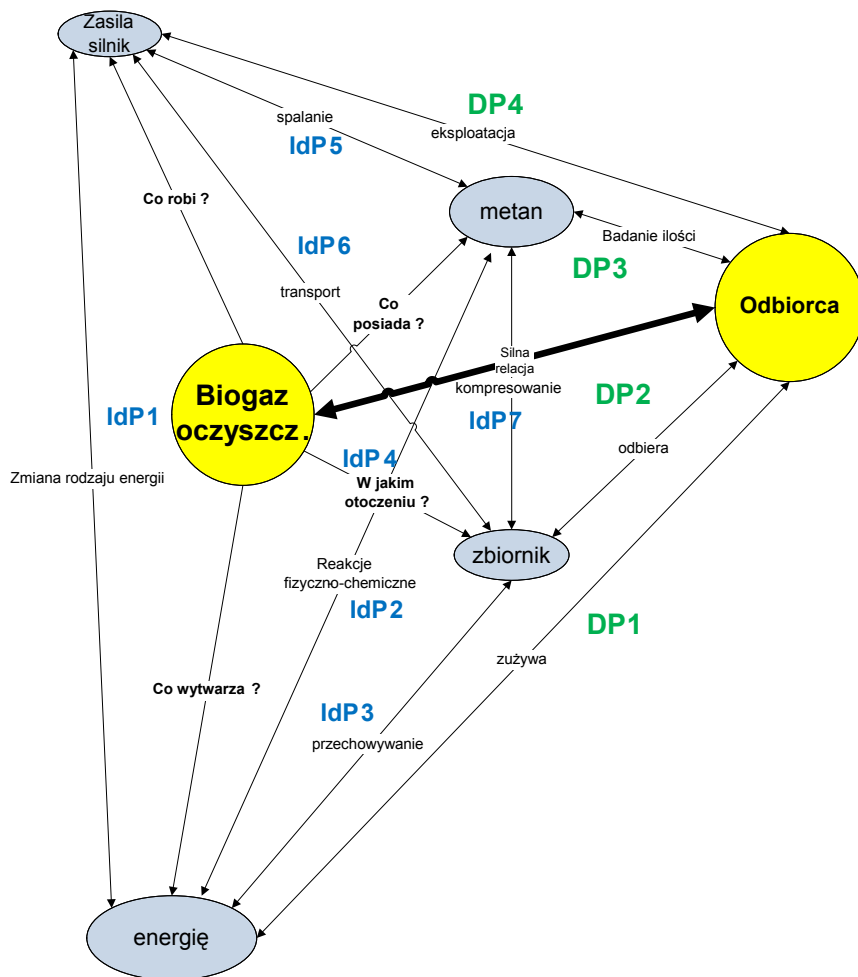 Zasila
silnik
DP4
eksploatacja
spalanie
IdP5
Co robi ?
metan
Badanie ilości
DP3
IdP6
transport
Co
posiada ?
Odbiorca
Silna
relacja
kompresowanie
IdP7
DP2
Biogaz
oczyszcz .
IdP1
Zmiana rodzaju energii
IdP4
W jakim
otoczeniu ?
odbiera
zbiornik
Reakcje
fizyczno-chemiczne
IdP2
DP1
zużywa
Co wytwarza ?
IdP3
przechowywanie
energię